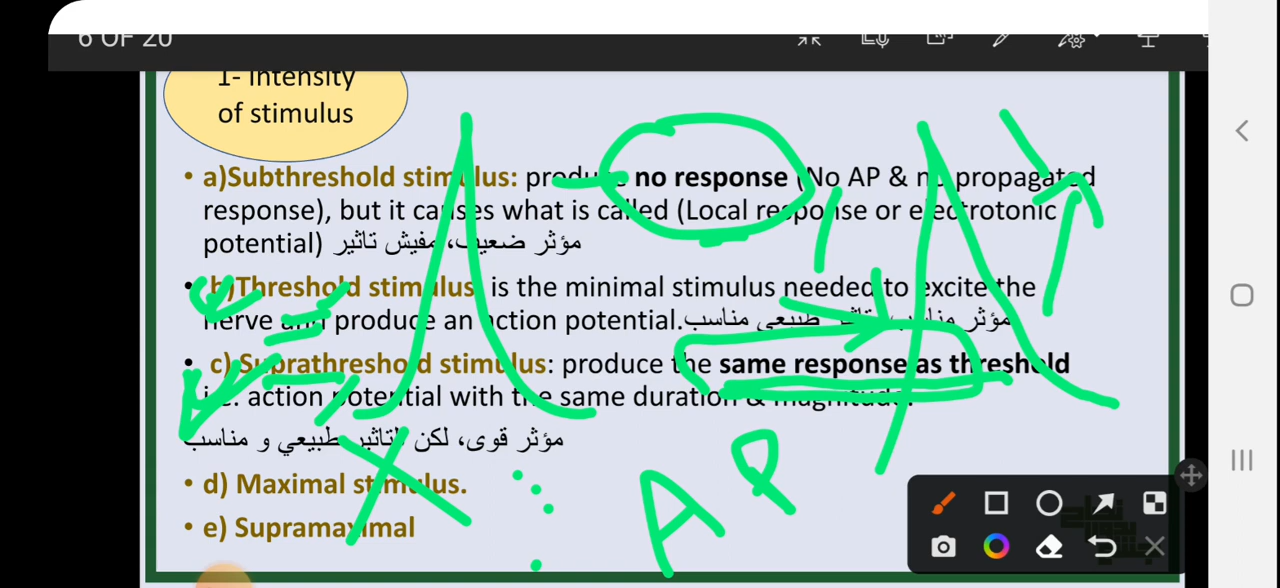 6 OF 20
1- Intensity
of stimulus
• a)Subthreshold stimulus: produce no response (No AP & no propagated
response), but it causes what is called (Local response or electrotonic
potential) مؤثر ضعيف، مفيش تاثير
• b)Threshold stimulus: is the minimal stimulus needed to excite the
nerve and produce an action potential. مؤثر مناسب، تاثير طبيعي مناسب
• c) Suprathreshold stimulus: produce the same response as threshold
i.e. action potential with the same duration & magnitude.
مؤثر قوى، لكن التاثير طبيعي و مناسب
• d) Maximal stimulus.
• e) Supramaximal
AP